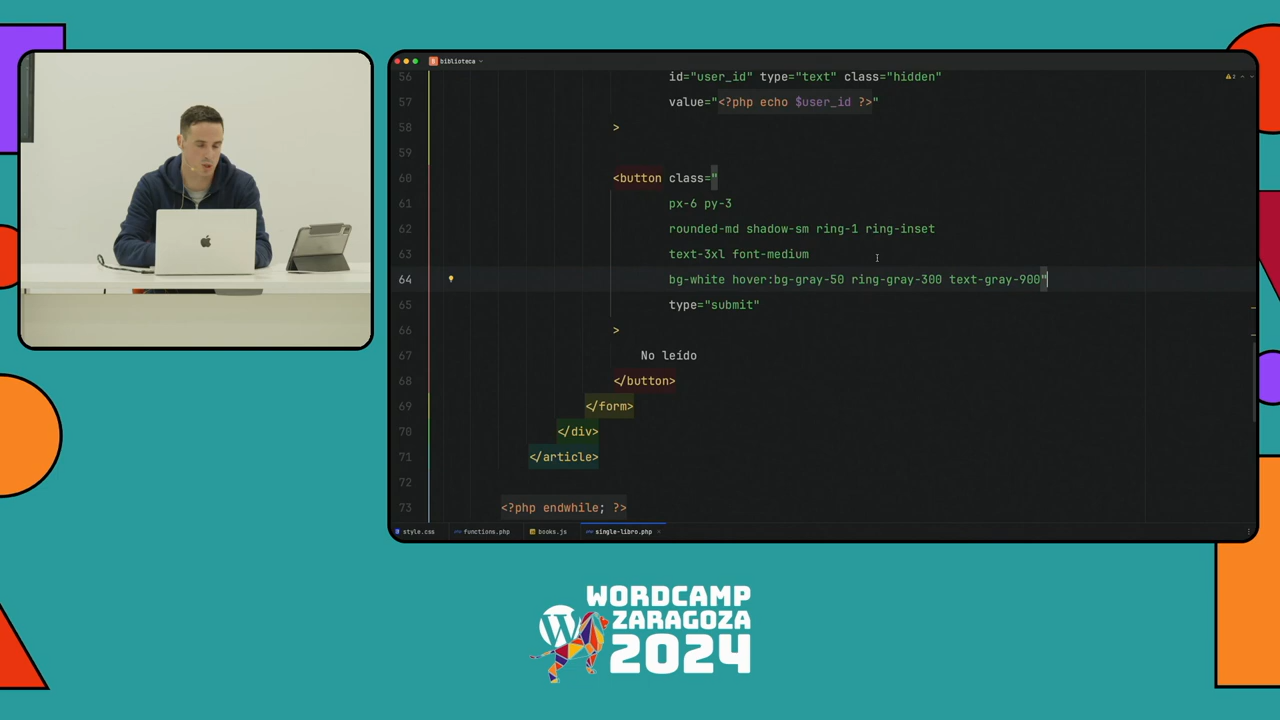 biblioteca
56 id="user_id" type="text" class="hidden"
2
57 value="<?php echo $user_id ?>"
58 >
59
60 <button class="
61 px-6 py-3
62 rounded-md shadow-sm ring-1 ring-inset
63 text-3xl font-medium
64 bg-white hover:bg-gray-50 ring-gray-300 text-gray-900"
65 type="submit"
66 >
67 No leído
68 </button>
69 </form>
70 </div>
71 </article>
72
73 <?php endwhile; ?>
style.css functions.php books.js single-libro.php
WORDCAMP
ZARAGOZA
2024